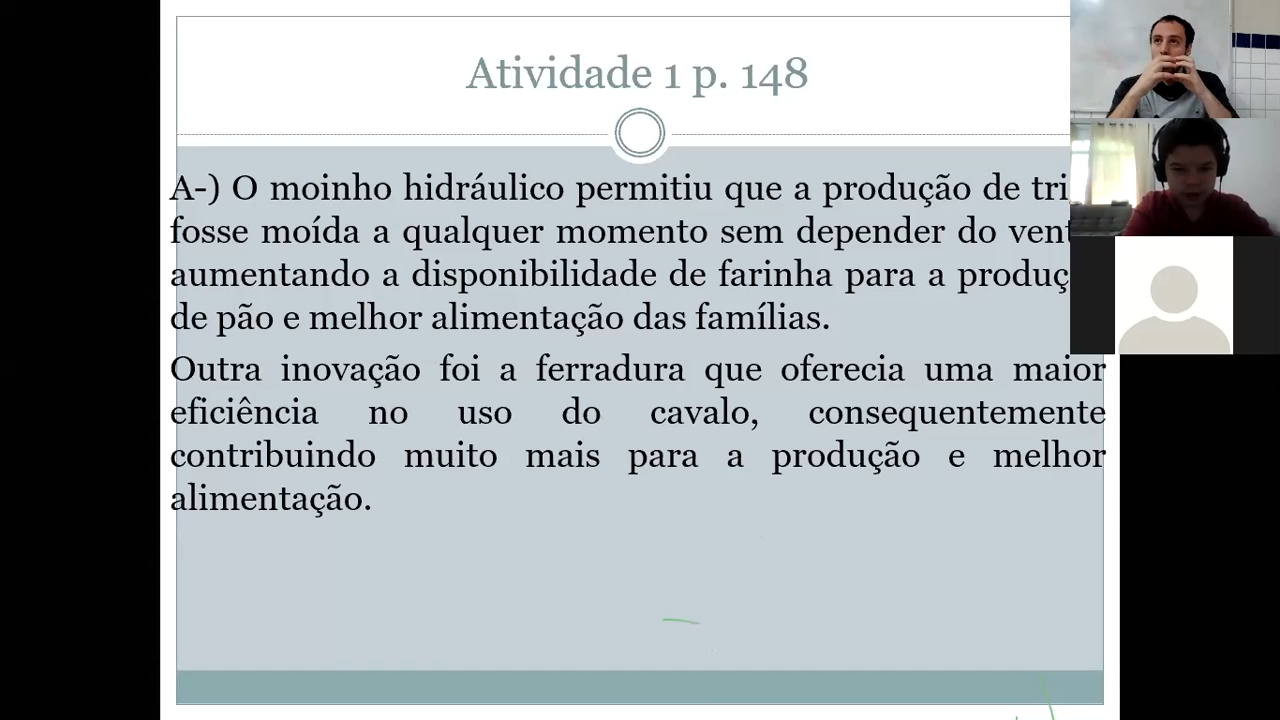 Atividade 1 p. 148
A-) O moinho hidráulico permitiu que a produção de
fosse moída a qualquer momento sem depender do
aumentando a disponibilidade de farinha para a
de pão e melhor alimentação das famílias.
Outra inovação foi a ferradura que oferecia uma maior
eficiência no uso do cavalo, consequentemente
contribuindo muito mais para a produção e melhor
alimentação.